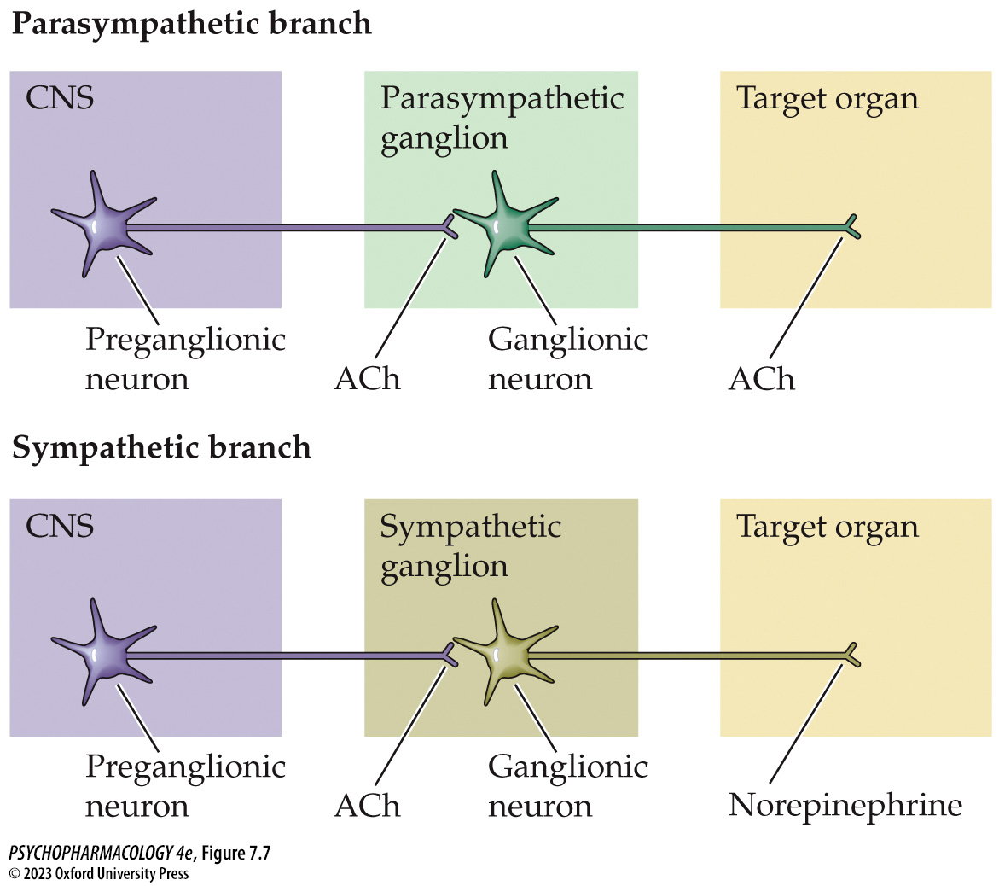 Parasympathetic branch
CNS
Parasympathetic
ganglion
Target organ
Preganglionic
neuron
ACh
Ganglionic
neuron
ACh
Sympathetic branch
CNS
Sympathetic
ganglion
Target organ
Preganglionic
neuron
ACh
Ganglionic
neuron
Norepinephrine
PSYCHOPHARMACOLOGY 4e, Figure 7.7
© 2023 Oxford University Press